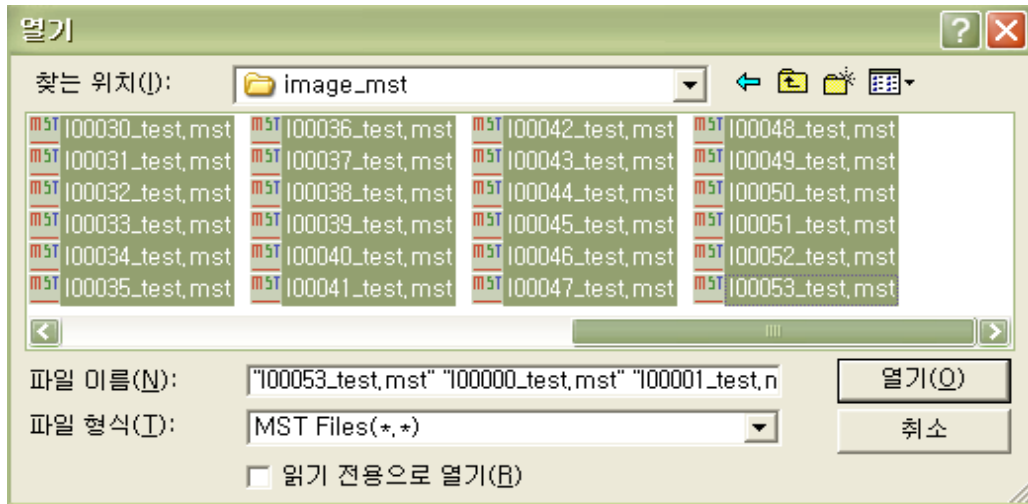 열기
찾는 위치(I): image_mst
I00030_test.mst I00036_test.mst I00042_test.mst I00048_test.mst
I00031_test.mst I00037_test.mst I00043_test.mst I00049_test.mst
I00032_test.mst I00038_test.mst I00044_test.mst I00050_test.mst
I00033_test.mst I00039_test.mst I00045_test.mst I00051_test.mst
I00034_test.mst I00040_test.mst I00046_test.mst I00052_test.mst
I00035_test.mst I00041_test.mst I00047_test.mst I00053_test.mst
파일 이름(N): "I00053_test.mst" "I00000_test.mst" "I00001_test.n 열기(O)
파일 형식(T): MST Files(*.*) 취소
읽기 전용으로 열기(R)